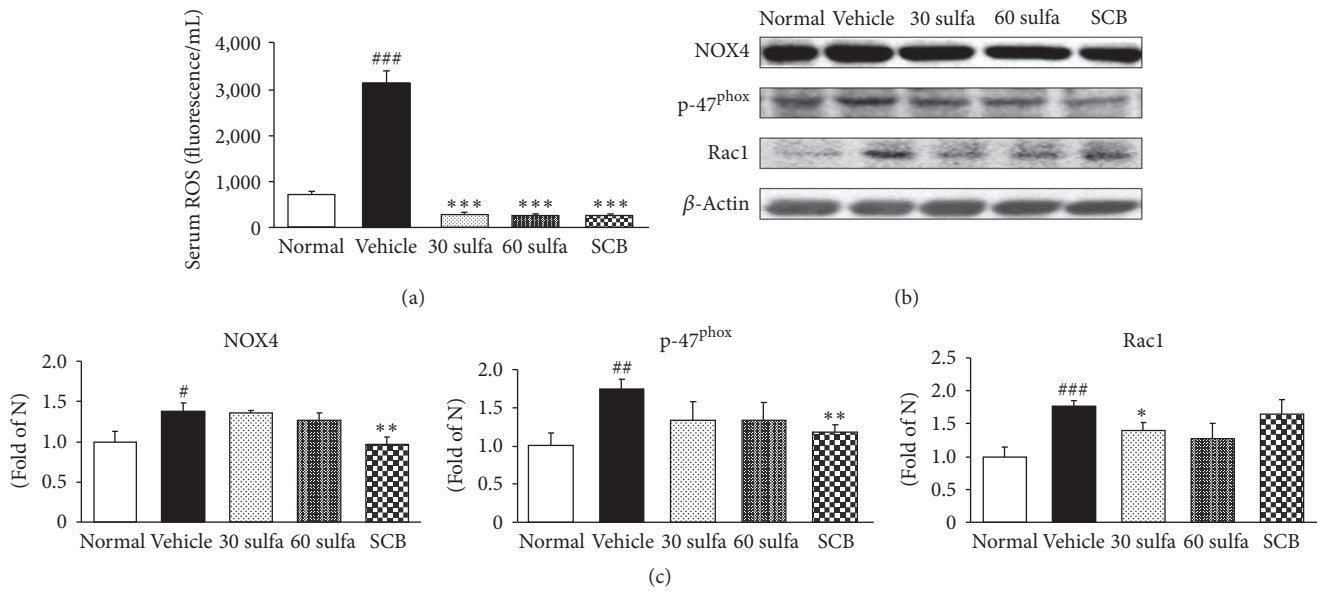 Serum ROS (fluorescence/mL)
4,000
3,000
2,000
1,000
0
###
***
***
***
Normal Vehicle 30 sulfa 60 sulfa SCB
(a)
Normal Vehicle 30 sulfa 60 sulfa SCB
NOX4
p-47phox
Rac1
β-Actin
(b)
NOX4
(Fold of N)
2.0
1.5
1.0
0.5
0
#
**
Normal Vehicle 30 sulfa 60 sulfa SCB
p-47phox
(Fold of N)
2.0
1.5
1.0
0.5
0
##
**
Normal Vehicle 30 sulfa 60 sulfa SCB
Rac1
(Fold of N)
2.5
2.0
1.5
1.0
0.5
0
###
*
Normal Vehicle 30 sulfa 60 sulfa SCB
(c)